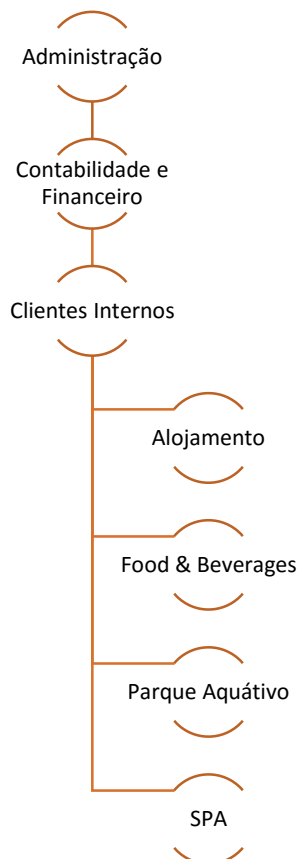 Administração
Contabilidade e
Financeiro
Clientes Internos
Alojamento
Food & Beverages
Parque Aquátivo
SPA